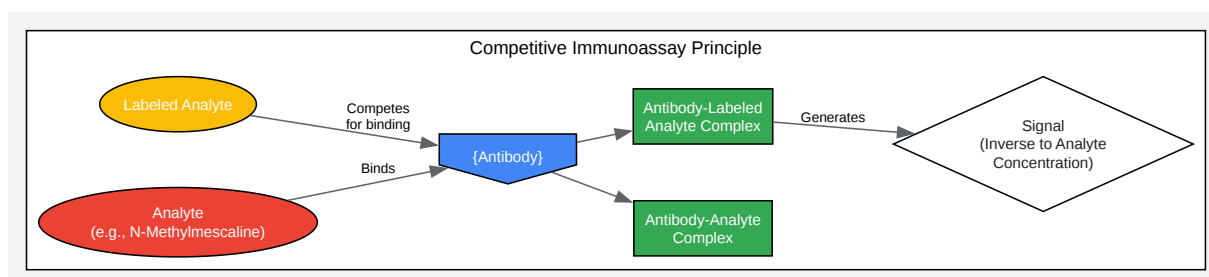 Competitive Immunoassay Principle
Labeled Analyte
Competes
for binding
Analyte
(e.g., N-Methylmescaline)
Binds
{Antibody}
Antibody-Labeled
Analyte Complex
Antibody-Analyte
Complex
Generates
Signal
(Inverse to Analyte
Concentration)